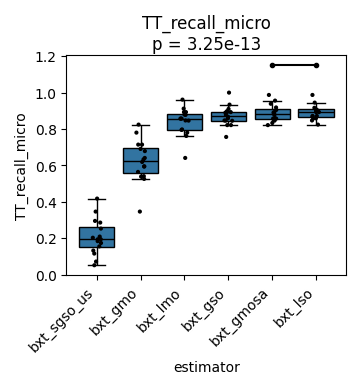 TT_recall_micro
p = 3.25e-13
TT_recall_micro
1.2
1.0
0.8
0.6
0.4
0.2
0.0
bxt_sgso_us
bxt_gmo
bxt_lmo
bxt_gso
bxt_gmosa
bxt_lso
estimator